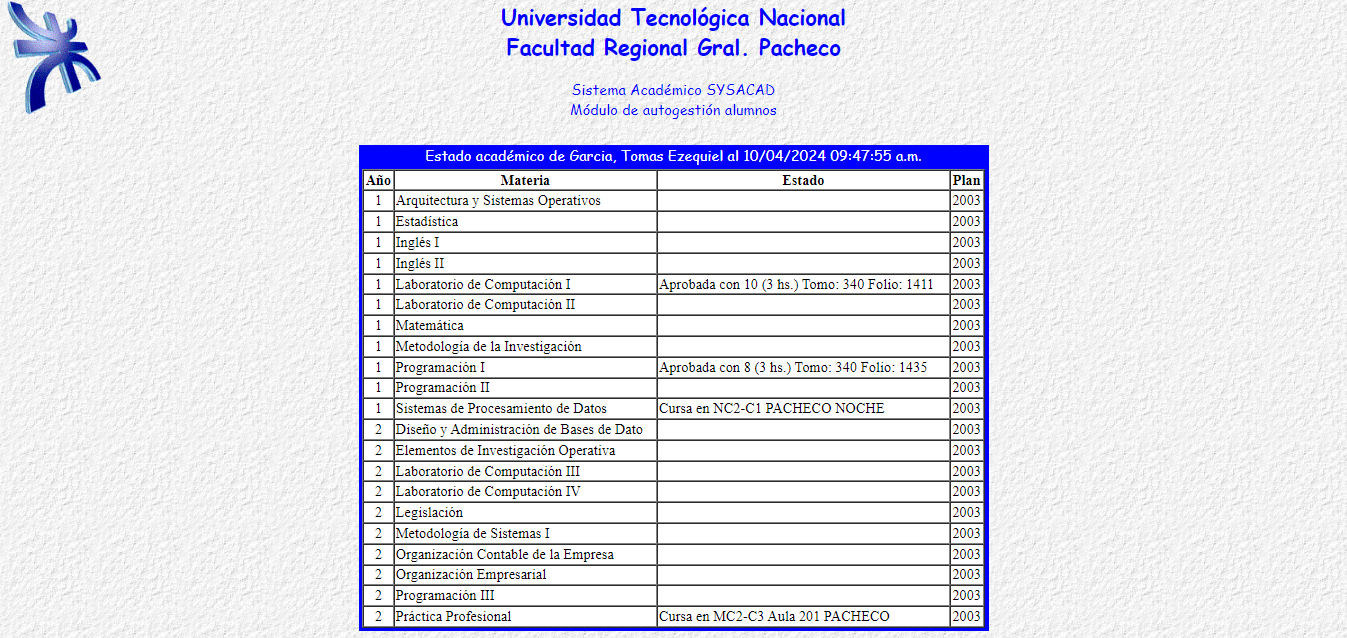 Universidad Tecnológica Nacional
Facultad Regional Gral. Pacheco
Sistema Académico SYSACAD
Módulo de autogestión alumnos
Estado académico de Garcia, Tomas Ezequiel al 10/04/2024 09:47:55 a.m.
Año Materia Estado Plan
1 Arquitectura y Sistemas Operativos 2003
1 Estadística 2003
1 Inglés I 2003
1 Inglés II 2003
1 Laboratorio de Computación I Aprobada con 10 (3 hs.) Tomo: 340 Folio: 1411 2003
1 Laboratorio de Computación II 2003
1 Matemática 2003
1 Metodología de la Investigación 2003
1 Programación I Aprobada con 8 (3 hs.) Tomo: 340 Folio: 1435 2003
1 Programación II 2003
1 Sistemas de Procesamiento de Datos Cursa en NC2-C1 PACHECO NOCHE 2003
2 Diseño y Administración de Bases de Dato 2003
2 Elementos de Investigación Operativa 2003
2 Laboratorio de Computación III 2003
2 Laboratorio de Computación IV 2003
2 Legislación 2003
2 Metodología de Sistemas I 2003
2 Organización Contable de la Empresa 2003
2 Organización Empresarial 2003
2 Programación III 2003
2 Práctica Profesional Cursa en MC2-C3 Aula 201 PACHECO 2003